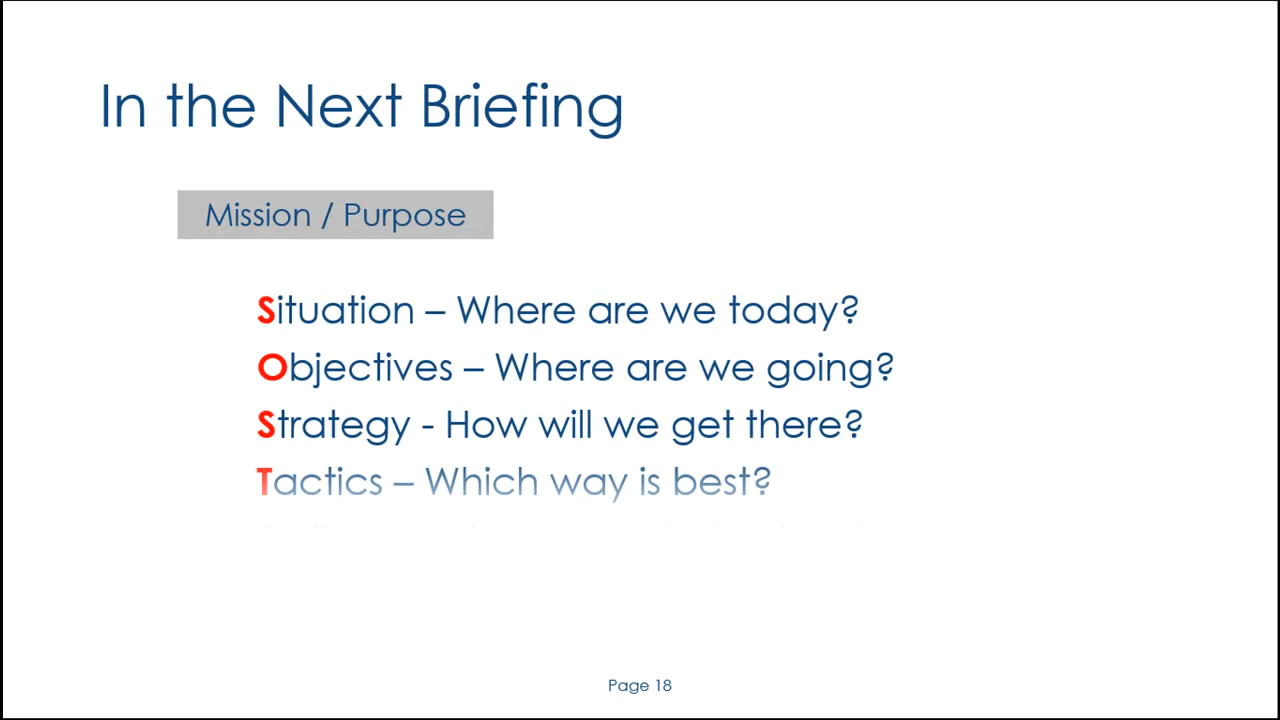 In the Next Briefing
Mission / Purpose
Situation – Where are we today?
Objectives – Where are we going?
Strategy - How will we get there?
Tactics – Which way is best?
Page 18